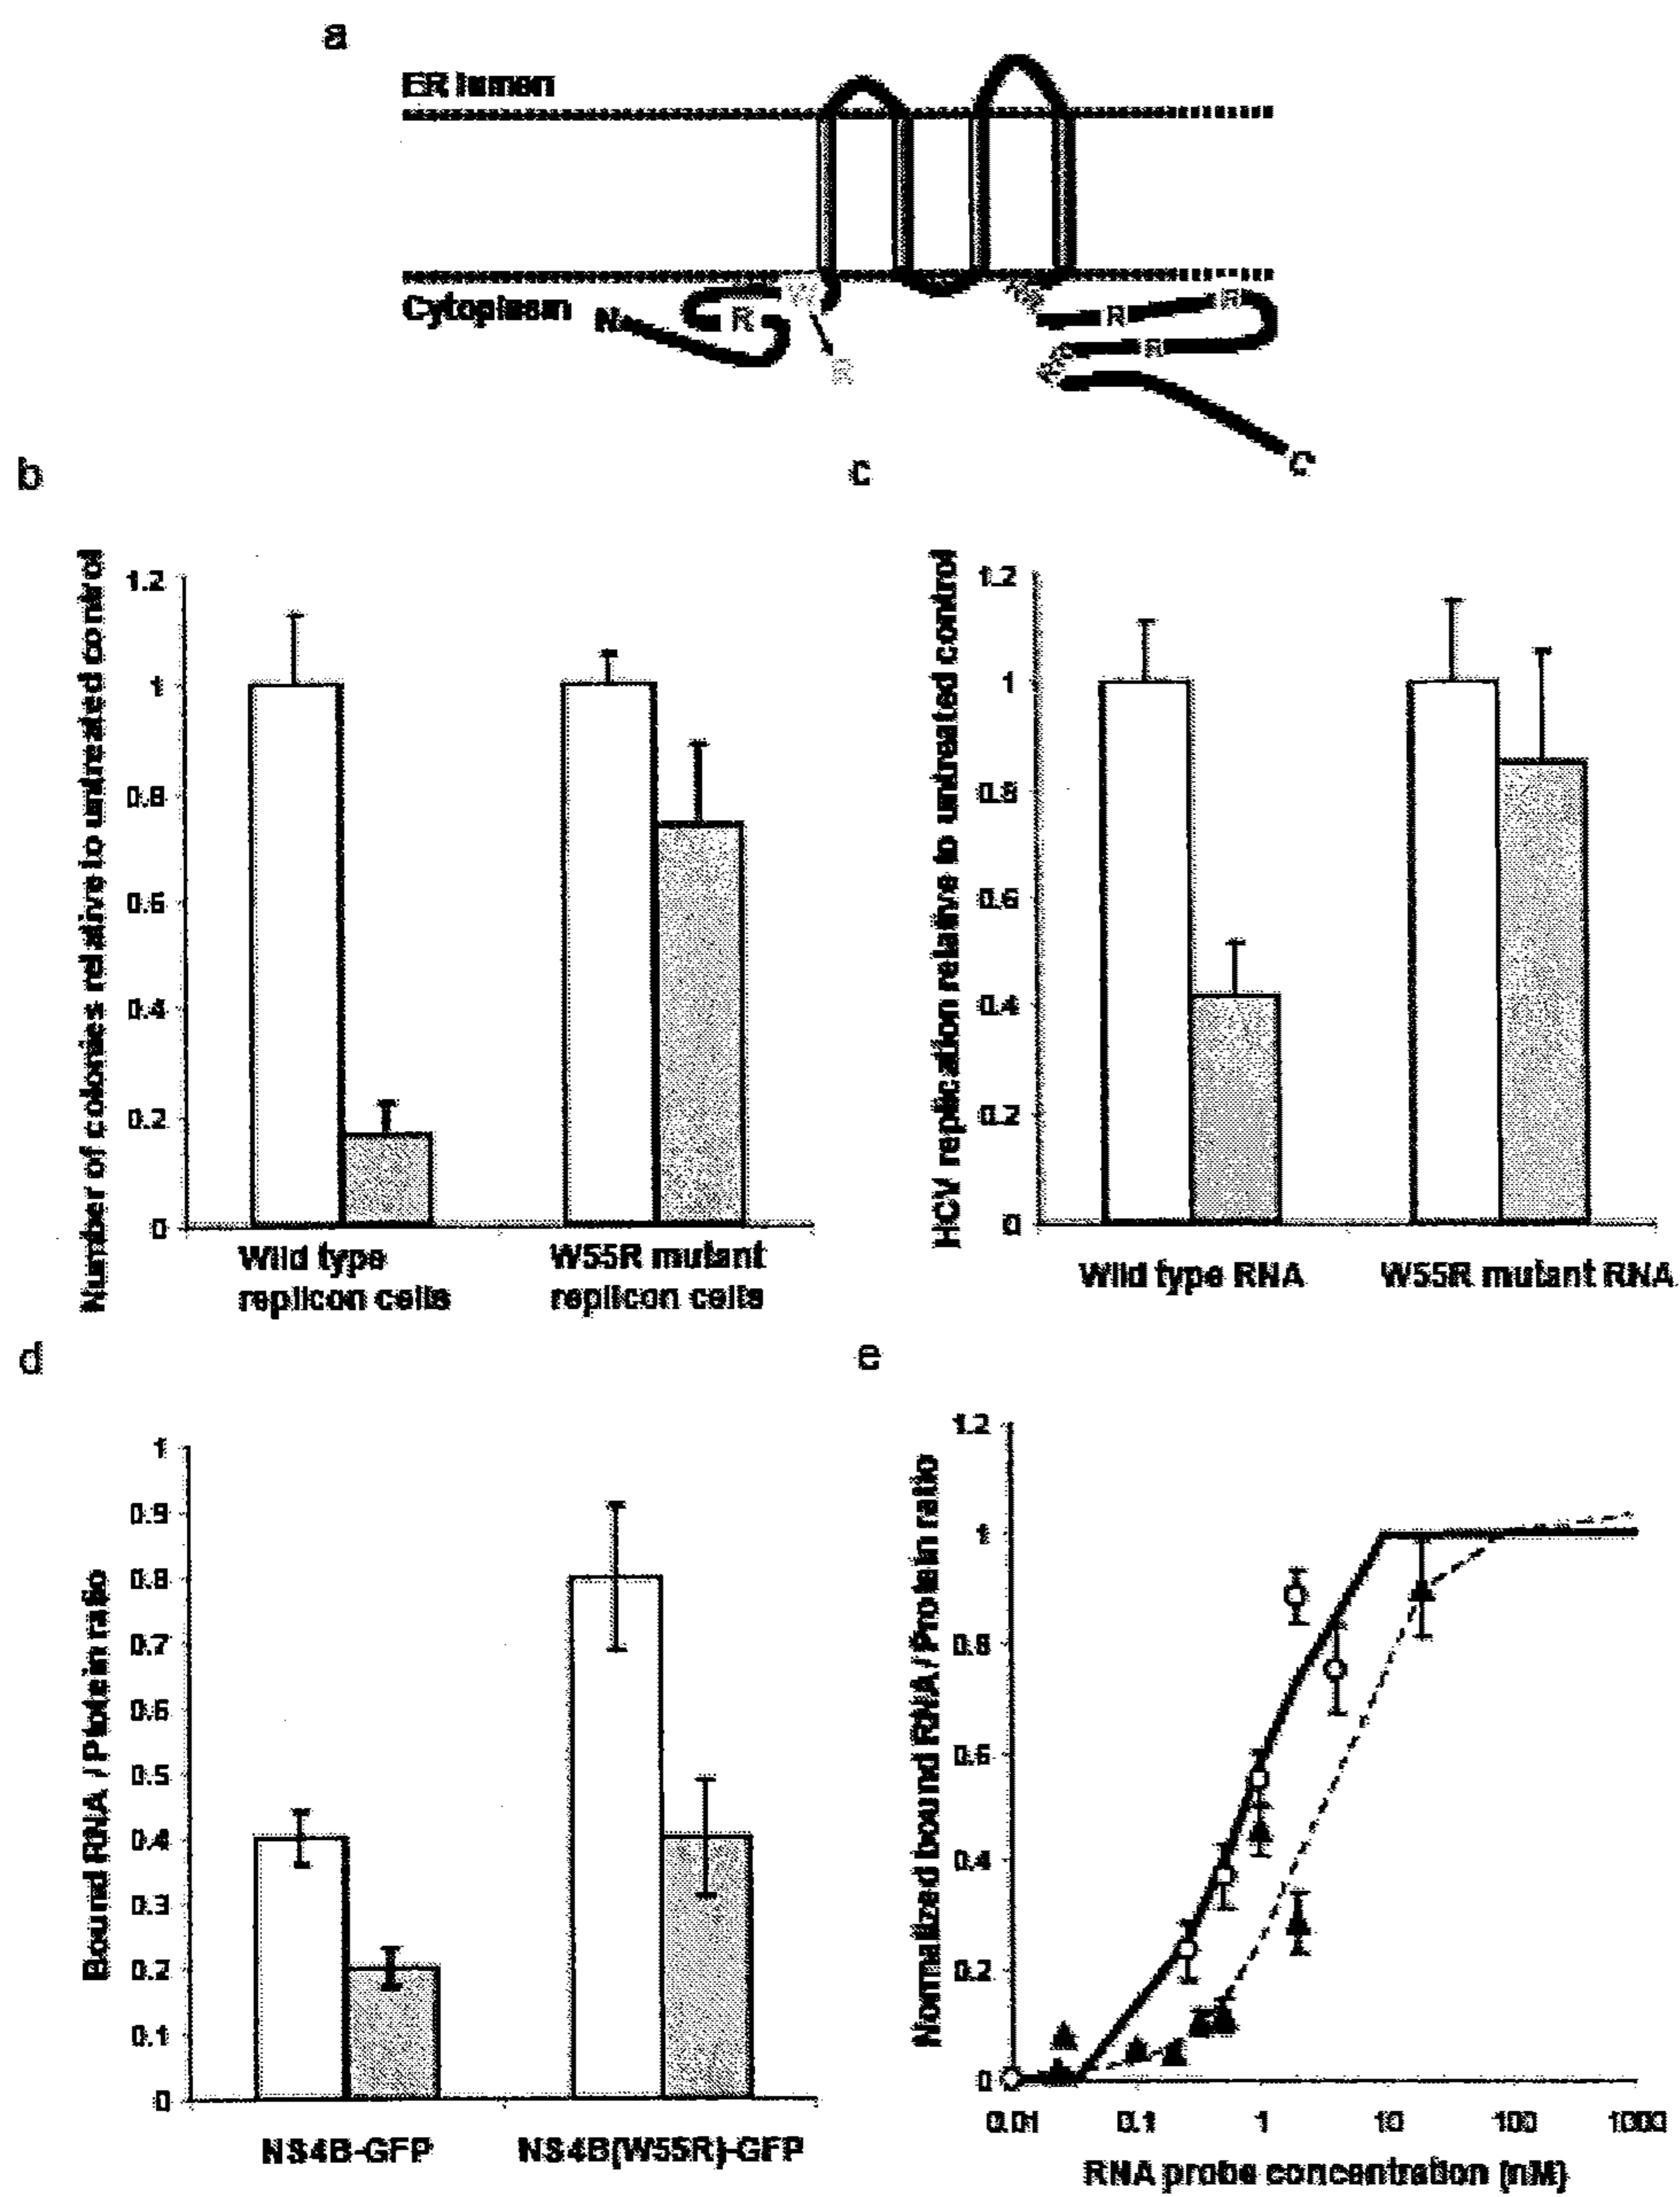 a
ER lumen
Cytoplasm
N
W
R
R
R
R
R
C
b
Number of colonies relative to untreated control
1.2
1
0.8
0.6
0.4
0.2
0
Wild type
replicon cells
W55R mutant
replicon cells
c
HCV replication relative to untreated control
1.2
1
0.8
0.6
0.4
0.2
0
Wild type RNA
W55R mutant RNA
d
Bound RNA / Protein ratio
1
0.9
0.8
0.7
0.6
0.5
0.4
0.3
0.2
0.1
0
NS4B-GFP
NS4B(W55R)-GFP
e
Normalized bound RNA / Protein ratio
1.2
1
0.8
0.6
0.4
0.2
0
0.01
0.1
1
10
100
1000
RNA probe concentration (nM)